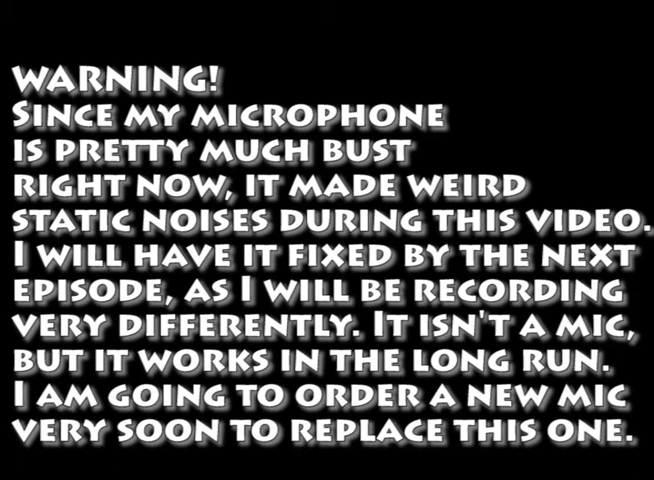 WARNING!
SINCE MY MICROPHONE
IS PRETTY MUCH BUST
RIGHT NOW, IT MADE WEIRD
STATIC NOISES DURING THIS VIDEO.
I WILL HAVE IT FIXED BY THE NEXT
EPISODE, AS I WILL BE RECORDING
VERY DIFFERENTLY. IT ISN'T A MIC,
BUT IT WORKS IN THE LONG RUN.
I AM GOING TO ORDER A NEW MIC
VERY SOON TO REPLACE THIS ONE.